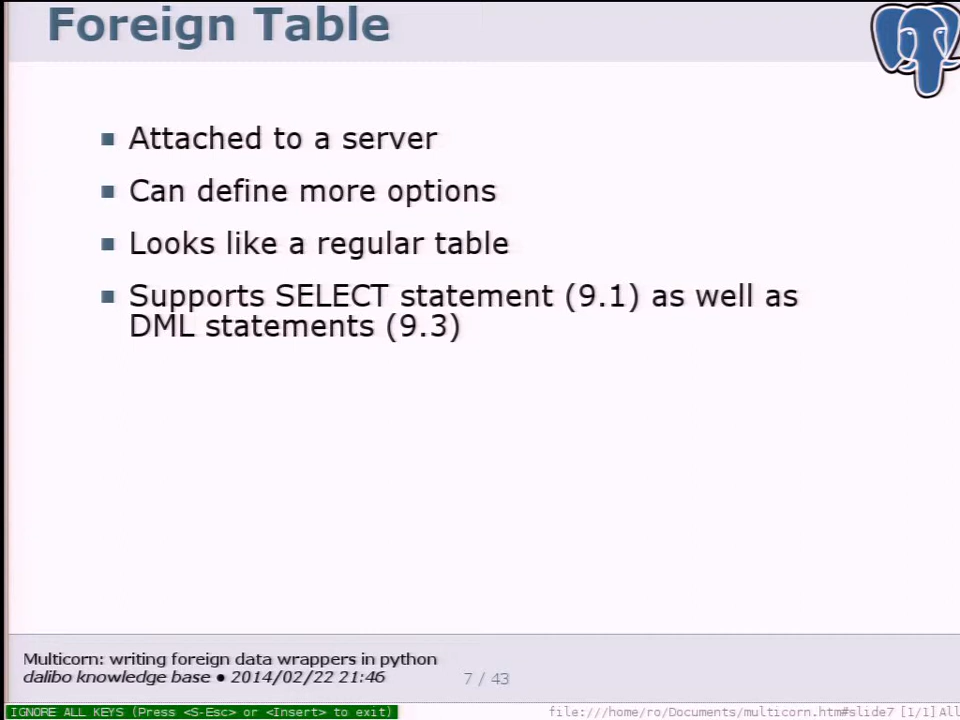 Foreign Table
Attached to a server
Can define more options
Looks like a regular table
Supports SELECT statement (9.1) as well as
DML statements (9.3)
Multicorn: writing foreign data wrappers in python
dalibo knowledge base • 2014/02/22 21:46
7 / 43
IGNORE ALL KEYS (Press <S-Esc> or <Insert> to exit)
file:///home/ro/Documents/multicorn.htm#slide7 [1/1] All